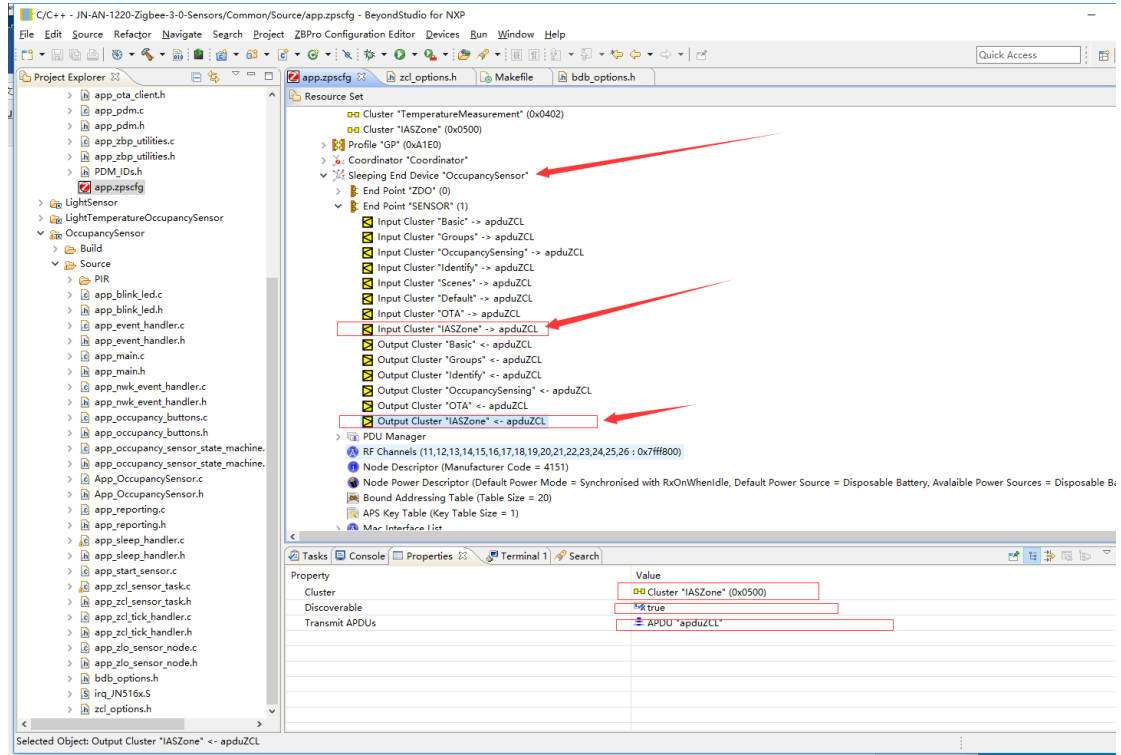 C/C++ - JN-AN-1220-Zigbee-3-0-Sensors/Common/Source/app.zpscfg - BeyondStudio for NXP
File Edit Source Refactor Navigate Search Project ZBPro Configuration Editor Devices Run Window Help
Quick Access
Project Explorer
app_ota_client.h
app_pdm.c
app_pdm.h
app_zbp_utilities.c
app_zbp_utilities.h
PDM_IDs.h
app.zpscfg
LightSensor
LightTemperatureOccupancySensor
OccupancySensor
Build
Source
PIR
app_blink_led.c
app_blink_led.h
app_event_handler.c
app_event_handler.h
app_main.c
app_main.h
app_nwk_event_handler.c
app_nwk_event_handler.h
app_occupancy_buttons.c
app_occupancy_buttons.h
app_occupancy_sensor_state_machine.
app_occupancy_sensor_state_machine.
App_OccupancySensor.c
App_OccupancySensor.h
app_reporting.c
app_reporting.h
app_sleep_handler.c
app_sleep_handler.h
app_start_sensor.c
app_zcl_sensor_task.c
app_zcl_sensor_task.h
app_zcl_tick_handler.c
app_zcl_tick_handler.h
app_zlo_sensor_node.c
app_zlo_sensor_node.h
bdb_options.h
irq_JN516x.S
zcl_options.h
app.zpscfg zcl_options.h Makefile bdb_options.h
Resource Set
Cluster "TemperatureMeasurement" (0x0402)
Cluster "IASZone" (0x0500)
Profile "GP" (0xA1E0)
Coordinator "Coordinator"
Sleeping End Device "OccupancySensor"
End Point "ZDO" (0)
End Point "SENSOR" (1)
Input Cluster "Basic" -> apduZCL
Input Cluster "Groups" -> apduZCL
Input Cluster "OccupancySensing" -> apduZCL
Input Cluster "Identify" -> apduZCL
Input Cluster "Scenes" -> apduZCL
Input Cluster "Default" -> apduZCL
Input Cluster "OTA" -> apduZCL
Input Cluster "IASZone" -> apduZCL
Output Cluster "Basic" <- apduZCL
Output Cluster "Groups" <- apduZCL
Output Cluster "Identify" <- apduZCL
Output Cluster "OccupancySensing" <- apduZCL
Output Cluster "OTA" <- apduZCL
Output Cluster "IASZone" <- apduZCL
PDU Manager
RF Channels (11,12,13,14,15,16,17,18,19,20,21,22,23,24,25,26 : 0x7fff800)
Node Descriptor (Manufacturer Code = 4151)
Node Power Descriptor (Default Power Mode = Synchronised with RxOnWhenIdle, Default Power Source = Disposable Battery, Avalaible Power Sources = Disposable Ba
Bound Addressing Table (Table Size = 20)
APS Key Table (Key Table Size = 1)
Mac Interface List
Tasks Console Properties Terminal 1 Search
Property Value
Cluster Cluster "IASZone" (0x0500)
Discoverable true
Transmit APDUs APDU "apduZCL"
Selected Object: Output Cluster "IASZone" <- apduZCL